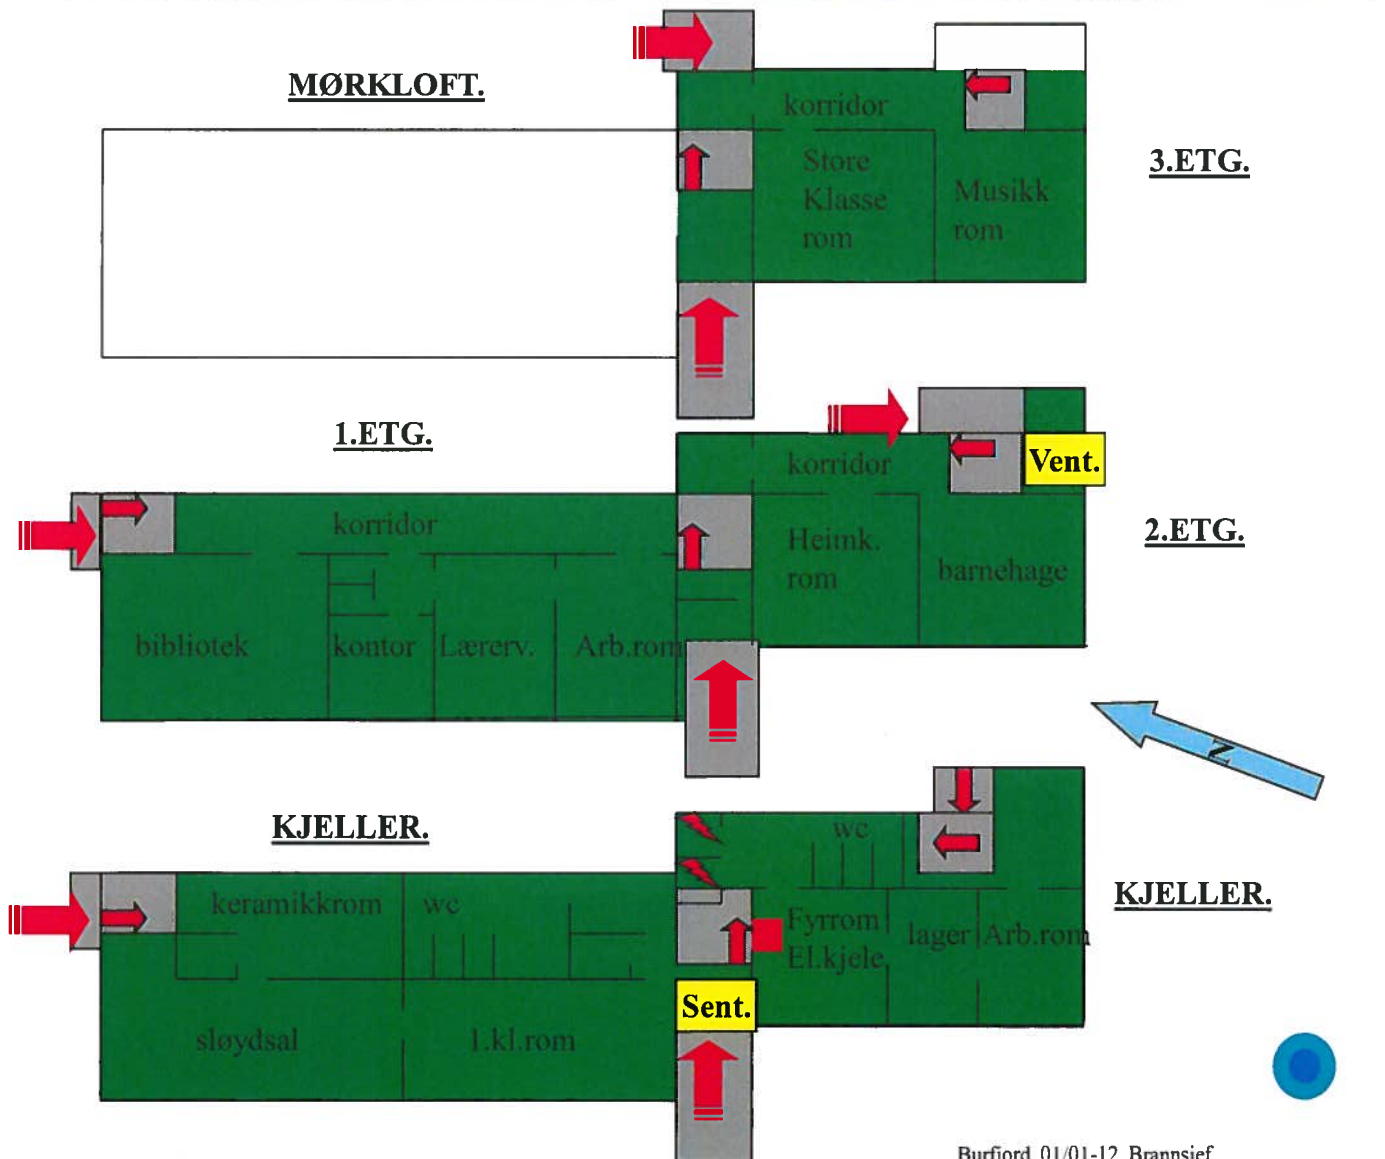 MØRKLOFT.
korridor
Store
Klasse
rom
Musikk
rom
3.ETG.
1.ETG.
korridor
Vent.
2.ETG.
korridor
Heimk.
rom
barnehage
bibliotek
kontor
Lærerv.
Arb.rom
N
KJELLER.
wc
KJELLER.
keramikkrom
wc
Fyrrom
El.kjele
lager
Arb.rom
Sent.
sløydsal
1.kl.rom
Burfjord 01/01-12 Brannsjef